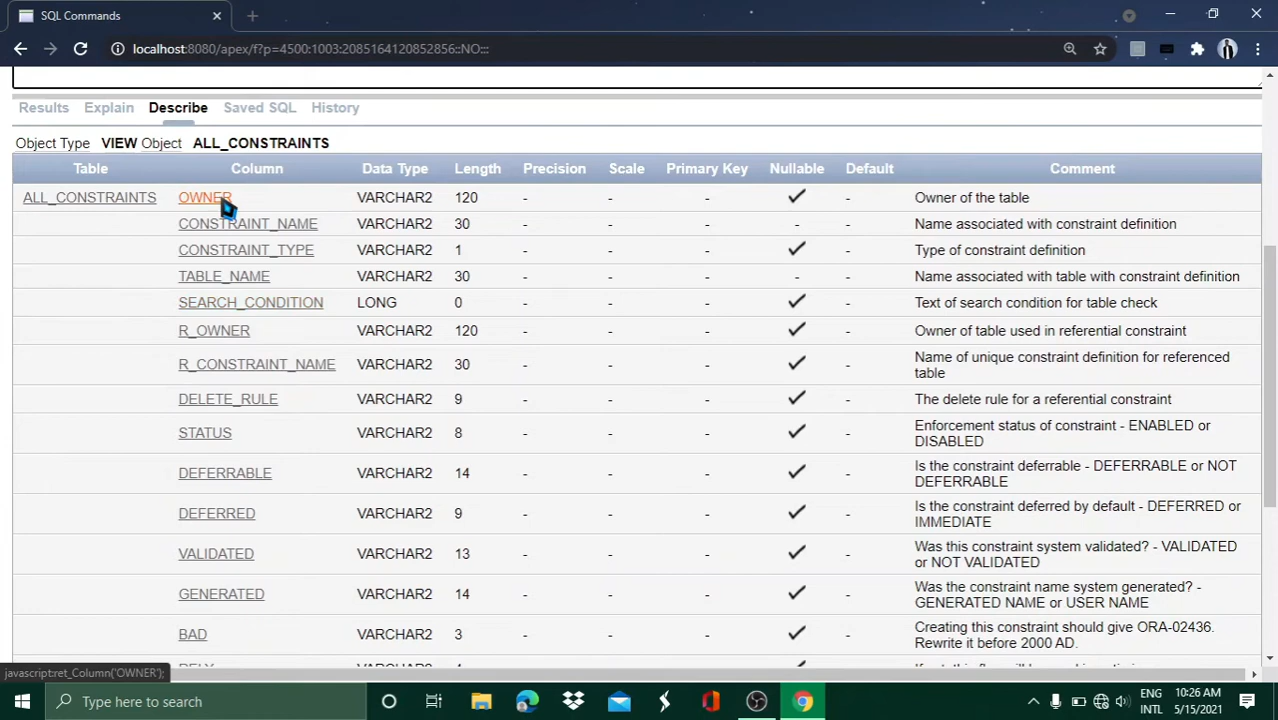 SQL Commands
localhost:8080/apex/f?p=4500:1003:2085164120852856::NO:::
Results Explain Describe Saved SQL History
Object Type VIEW Object ALL_CONSTRAINTS
Table Column Data Type Length Precision Scale Primary Key Nullable Default Comment
ALL_CONSTRAINTS OWNER VARCHAR2 120 - - - - Owner of the table
CONSTRAINT_NAME VARCHAR2 30 - - - - - Name associated with constraint definition
CONSTRAINT_TYPE VARCHAR2 1 - - - - Type of constraint definition
TABLE_NAME VARCHAR2 30 - - - - - Name associated with table with constraint definition
SEARCH_CONDITION LONG 0 - - - - Text of search condition for table check
R_OWNER VARCHAR2 120 - - - - Owner of table used in referential constraint
R_CONSTRAINT_NAME VARCHAR2 30 - - - - Name of unique constraint definition for referenced
table
DELETE_RULE VARCHAR2 9 - - - - The delete rule for a referential constraint
STATUS VARCHAR2 8 - - - - Enforcement status of constraint - ENABLED or
DISABLED
DEFERRABLE VARCHAR2 14 - - - - Is the constraint deferrable - DEFERRABLE or NOT
DEFERRABLE
DEFERRED VARCHAR2 9 - - - - Is the constraint deferred by default - DEFERRED or
IMMEDIATE
VALIDATED VARCHAR2 13 - - - - Was this constraint system validated? - VALIDATED
or NOT VALIDATED
GENERATED VARCHAR2 14 - - - - Was the constraint name system generated? -
GENERATED NAME or USER NAME
BAD VARCHAR2 3 - - - - Creating this constraint should give ORA-02436.
Rewrite it before 2000 AD.
javascript:ret_Column('OWNER');
Type here to search
ENG
INTL
10:26 AM
5/15/2021